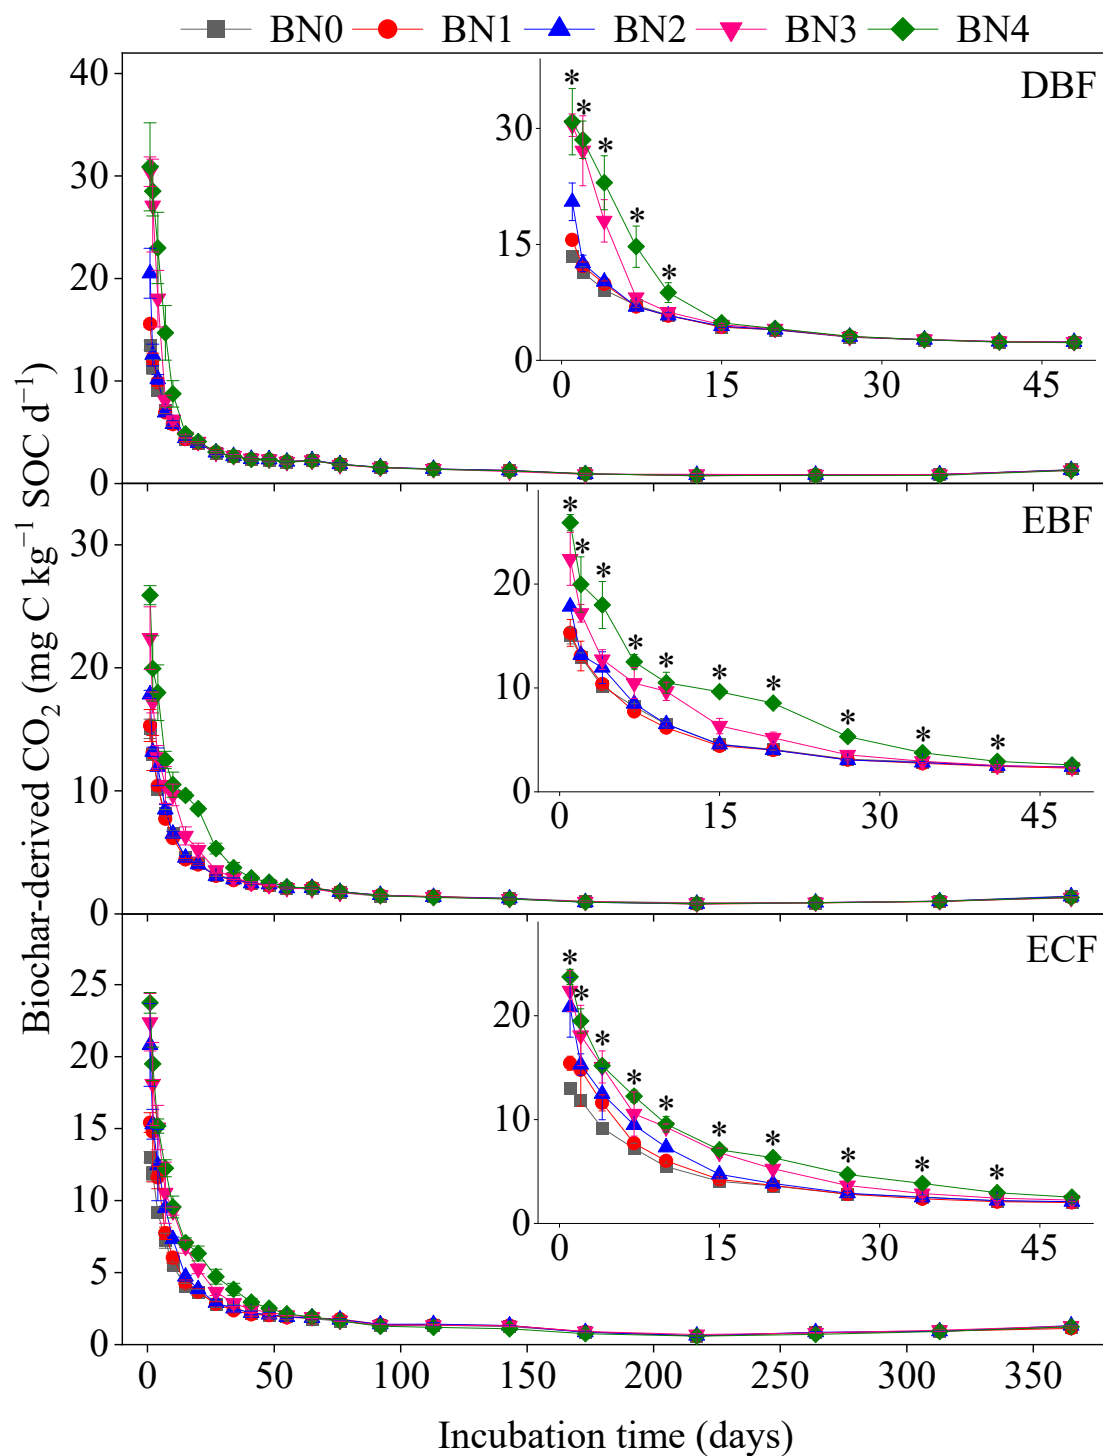 BN0 BN1 BN2 BN3 BN4
Biochar-derived CO₂ (mg C kg⁻¹ SOC d⁻¹)
DBF
40
30
20
10
0
* * * * *
30
15
0
0 15 30 45
EBF
30
20
10
0
* * * * * * * * * *
20
10
0
0 15 30 45
ECF
25
20
15
10
5
0
* * * * * * * * * *
20
10
0
0 15 30 45
0 50 100 150 200 250 300 350
Incubation time (days)